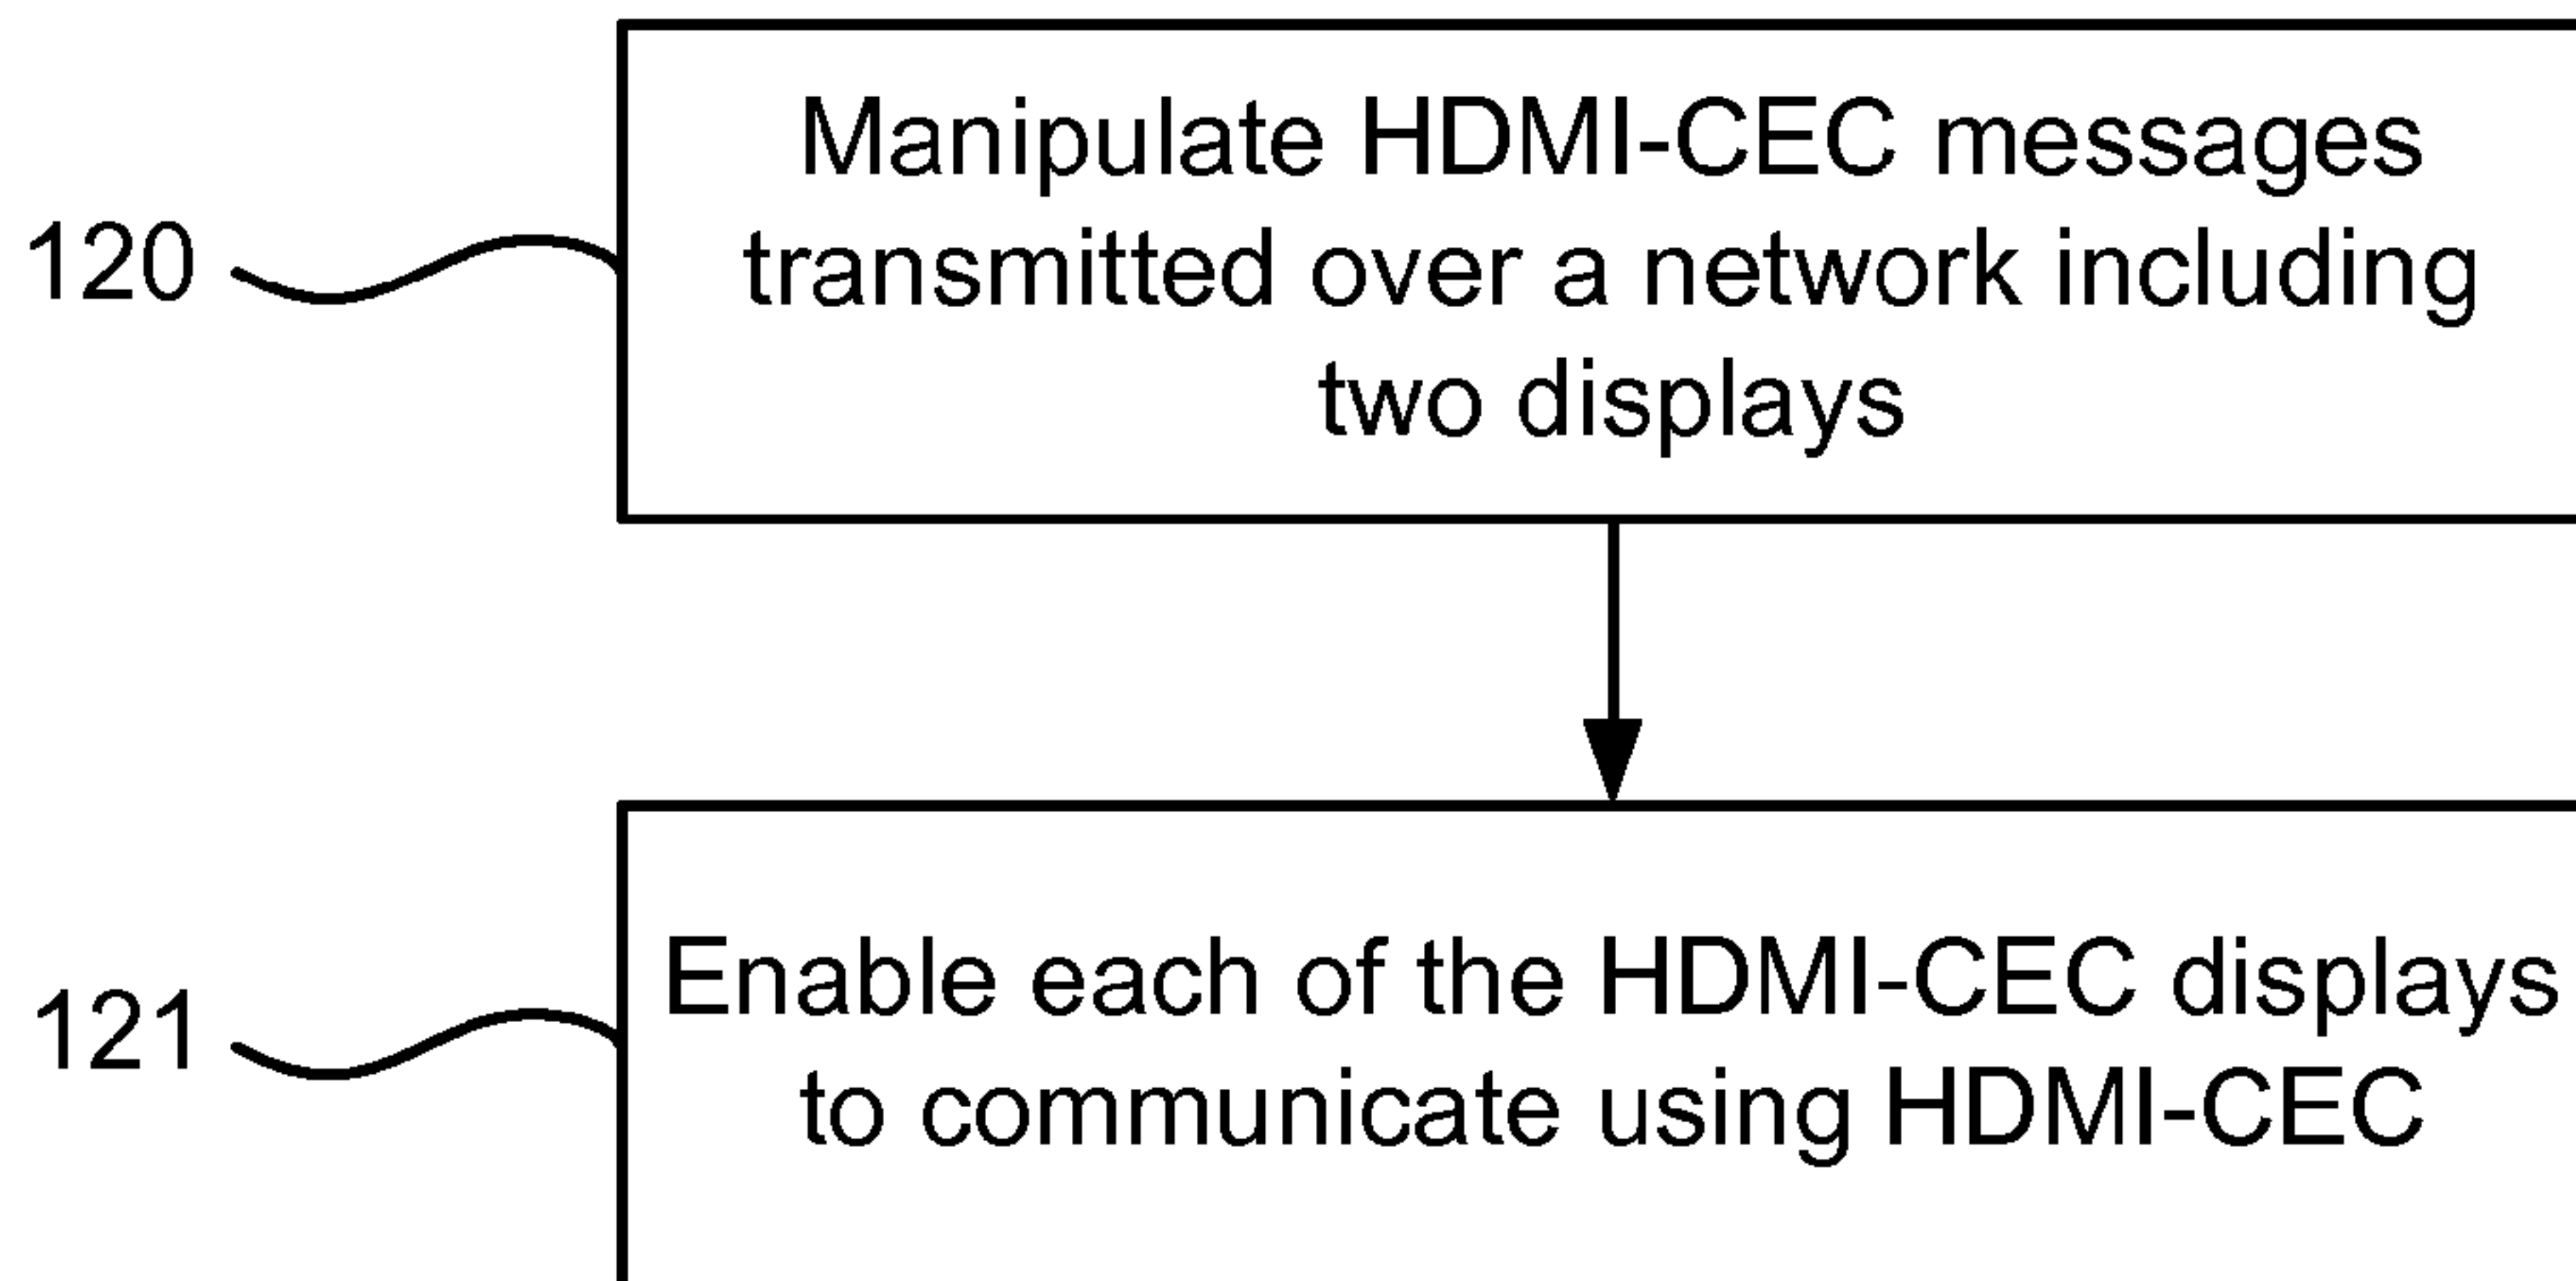 120
Manipulate HDMI-CEC messages
transmitted over a network including
two displays
121
Enable each of the HDMI-CEC displays
to communicate using HDMI-CEC